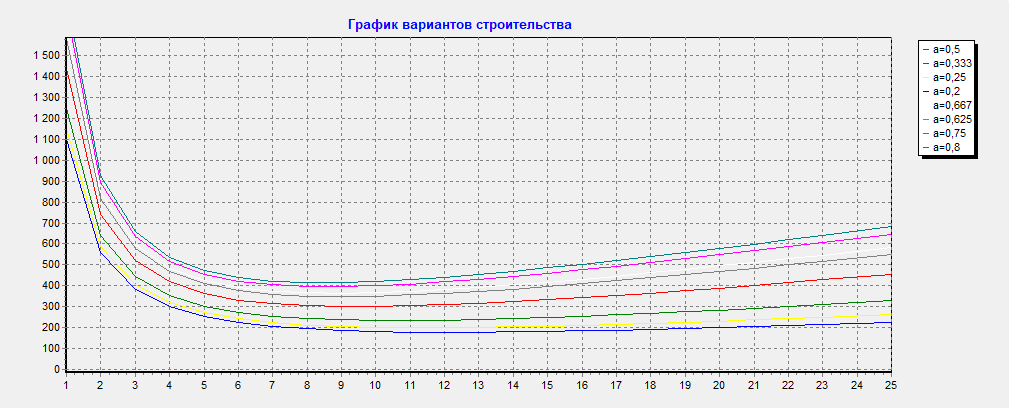 График вариантов строительства
1 500
1 400
1 300
1 200
1 100
1 000
900
800
700
600
500
400
300
200
100
0
1 2 3 4 5 6 7 8 9 10 11 12 13 14 15 16 17 18 19 20 21 22 23 24 25
a=0,5
a=0,333
a=0,25
a=0,2
a=0,667
a=0,625
a=0,75
a=0,8